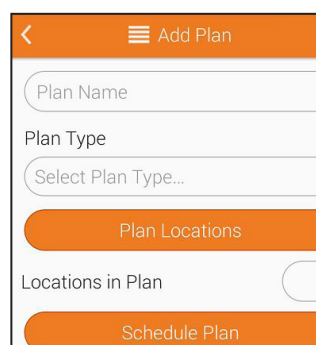 Add Plan
Plan Name
Plan Type
Select Plan Type...
Plan Locations
Locations in Plan
Schedule Plan